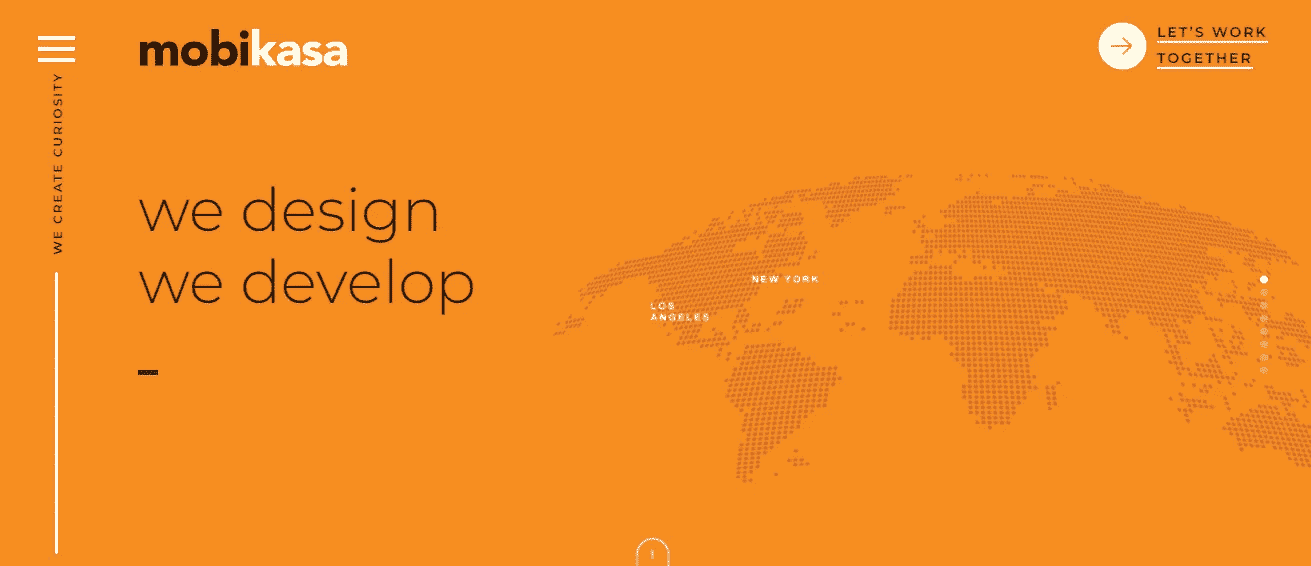 mobikasa
LET'S WORK
TOGETHER
WE CREATE CURIOSITY
we design
we develop
NEW YORK
LOS
ANGELES